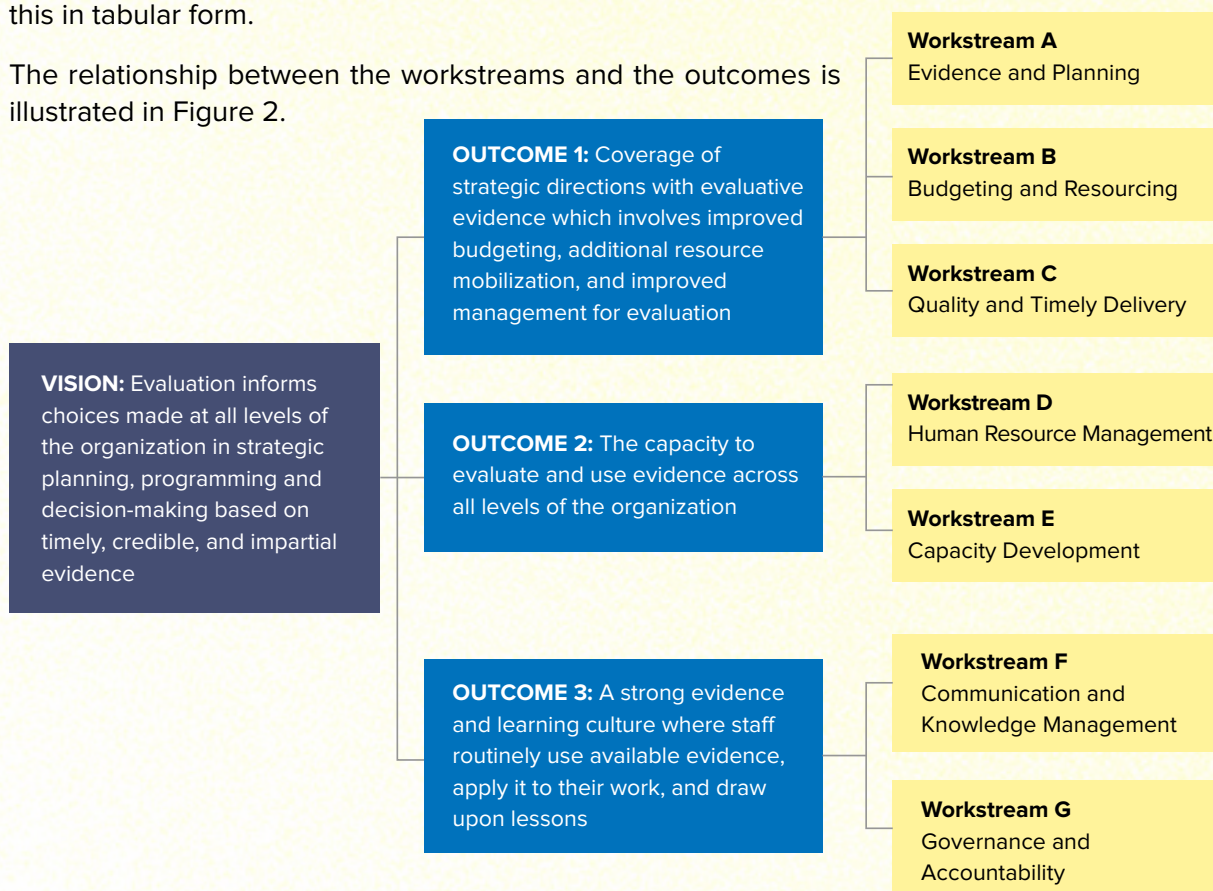 this in tabular form.
The relationship between the workstreams and the outcomes is
illustrated in Figure 2.
VISION: Evaluation informs
choices made at all levels of
the organization in strategic
planning, programming and
decision-making based on
timely, credible, and impartial
evidence
OUTCOME 1: Coverage of
strategic directions with evaluative
evidence which involves improved
budgeting, additional resource
mobilization, and improved
management for evaluation
Workstream A
Evidence and Planning
Workstream B
Budgeting and Resourcing
Workstream C
Quality and Timely Delivery
OUTCOME 2: The capacity to
evaluate and use evidence across
all levels of the organization
Workstream D
Human Resource Management
Workstream E
Capacity Development
OUTCOME 3: A strong evidence
and learning culture where staff
routinely use available evidence,
apply it to their work, and draw
upon lessons
Workstream F
Communication and
Knowledge Management
Workstream G
Governance and
Accountability